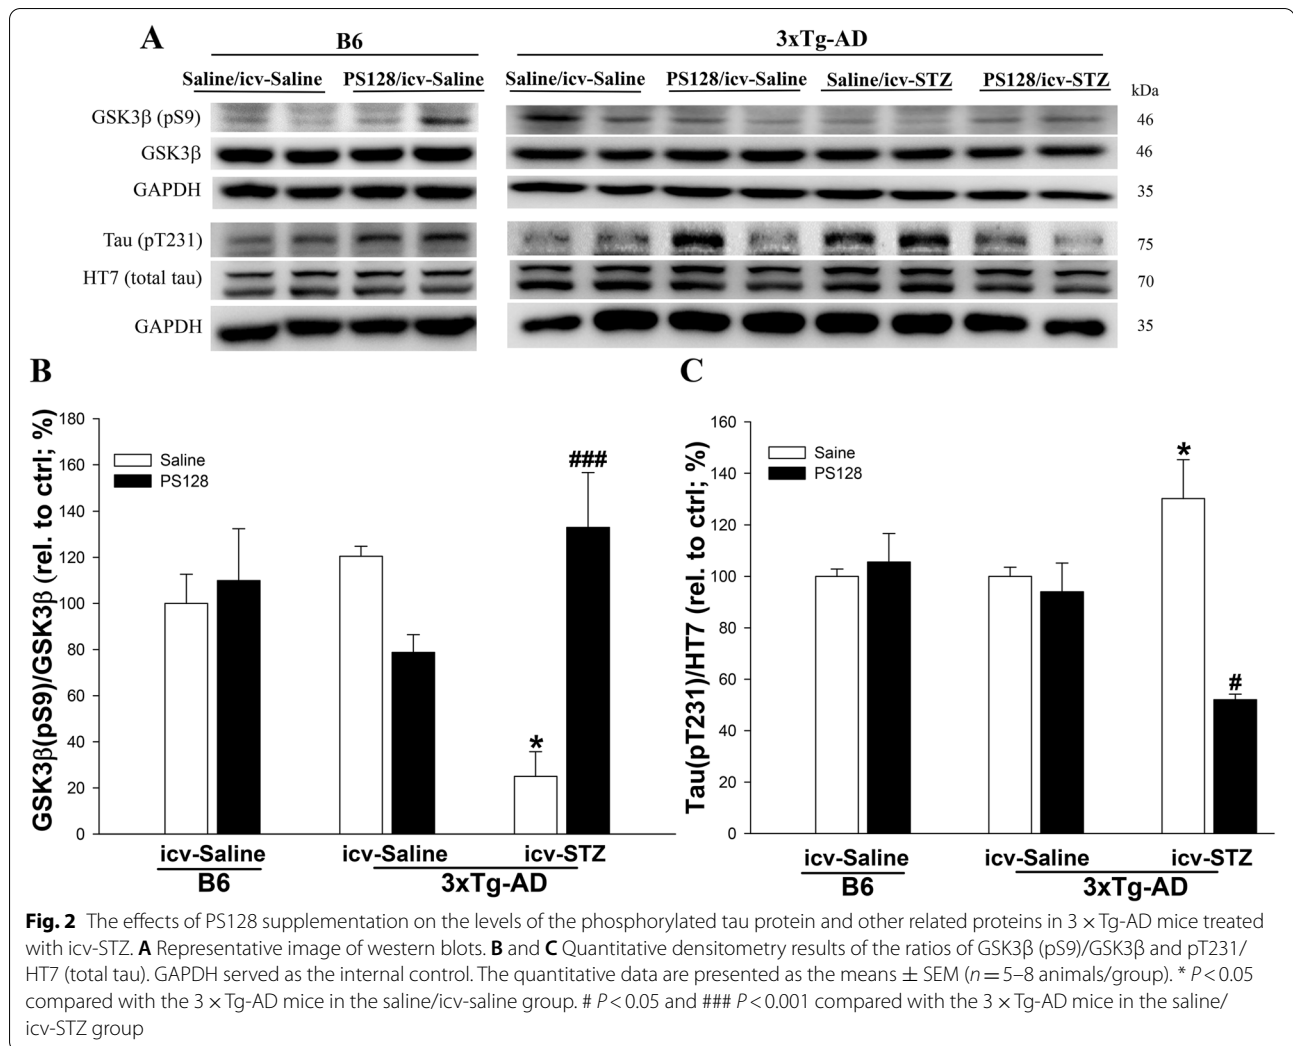 A
B6
3xTg-AD
Saline/icv-Saline PS128/icv-Saline Saline/icv-Saline PS128/icv-Saline Saline/icv-STZ PS128/icv-STZ
kDa
GSK3β (pS9) 46
GSK3β 46
GAPDH 35
Tau (pT231) 75
HT7 (total tau) 70
GAPDH 35
B
GSK3β(pS9)/GSK3β (rel. to ctrl; %)
180
160
140
120
100
80
60
40
20
0
Saline
PS128
*
###
icv-Saline icv-Saline icv-STZ
B6 3xTg-AD
C
Tau(pT231)/HT7 (rel. to ctrl; %)
160
140
120
100
80
60
40
20
0
Saine
PS128
*
#
icv-Saline icv-Saline icv-STZ
B6 3xTg-AD
Fig. 2 The effects of PS128 supplementation on the levels of the phosphorylated tau protein and other related proteins in 3 × Tg-AD mice treated
with icv-STZ. A Representative image of western blots. B and C Quantitative densitometry results of the ratios of GSK3β (pS9)/GSK3β and pT231/
HT7 (total tau). GAPDH served as the internal control. The quantitative data are presented as the means ± SEM (n = 5–8 animals/group). * P < 0.05
compared with the 3 × Tg-AD mice in the saline/icv-saline group. # P < 0.05 and ### P < 0.001 compared with the 3 × Tg-AD mice in the saline/
icv-STZ group